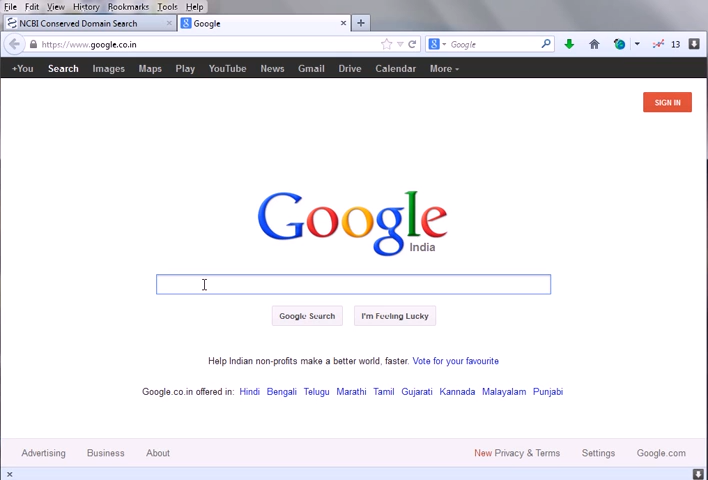 File Edit View History Bookmarks Tools Help
NCBI Conserved Domain Search × Google × +
https://www.google.co.in Google 13
+You Search Images Maps Play YouTube News Gmail Drive Calendar More
SIGN IN
Google
India
Google Search I'm Feeling Lucky
Help Indian non-profits make a better world, faster. Vote for your favourite
Google.co.in offered in: Hindi Bengali Telugu Marathi Tamil Gujarati Kannada Malayalam Punjabi
Advertising Business About New Privacy & Terms Settings Google.com
×